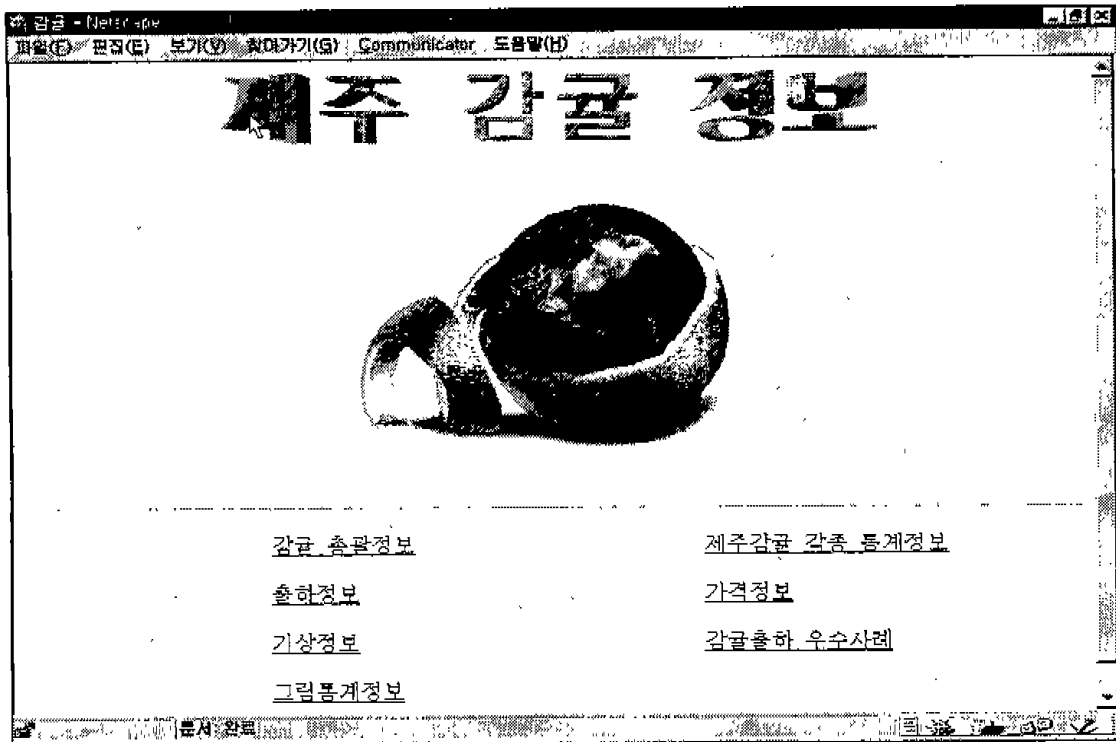 감귤 - Netscape
파일(F) 편집(E) 보기(V) 찾아가기(G) Communicator 도움말(H)
제주 감귤 정보
감귤 총괄정보
제주감귤 각종 통계정보
출하정보
가격정보
기상정보
감귤출하 우수사례
그림통계정보
문서: 완료